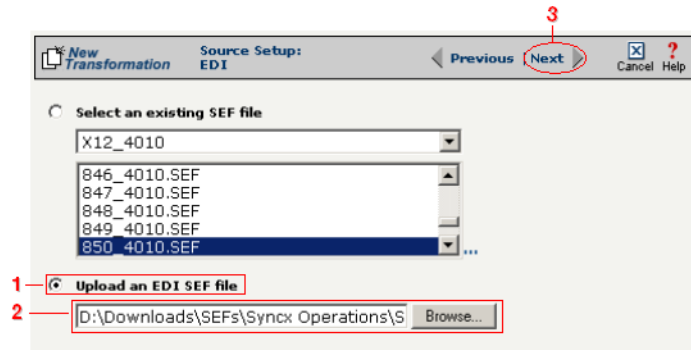 3
New Transformation Source Setup: EDI Previous Next Cancel ? Help
Select an existing SEF file
X12_4010
846_4010.SEF
847_4010.SEF
848_4010.SEF
849_4010.SEF
850_4010.SEF
...
1 Upload an EDI SEF file
2 D:\Downloads\SEFs\Syncx Operations\S Browse...